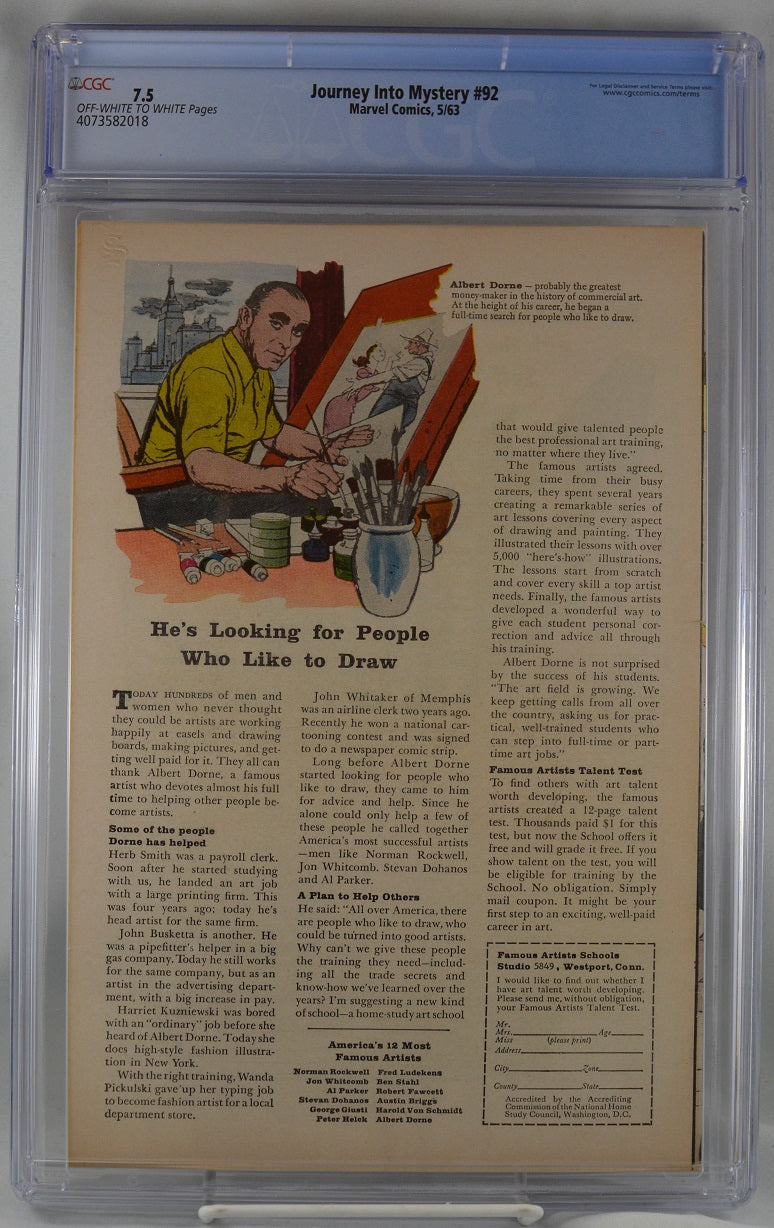 CGC
7.5
OFF-WHITE TO WHITE Pages
4073582018
Journey Into Mystery #92
Marvel Comics, 5/63
For Legal Disclaimer and Service Terms please visit:
www.cgccomics.com/terms
Albert Dorne — probably the greatest
money-maker in the history of commercial art.
At the height of his career, he began a
full-time search for people who like to draw.
He's Looking for People
Who Like to Draw
TODAY HUNDREDS of men and
women who never thought
they could be artists are working
happily at easels and drawing
boards, making pictures, and get-
ting well paid for it. They all can
thank Albert Dorne, a famous
artist who devotes almost his full
time to helping other people be-
come artists.
Some of the people
Dorne has helped
Herb Smith was a payroll clerk.
Soon after he started studying
with us, he landed an art job
with a large printing firm. This
was four years ago; today he's
head artist for the same firm.
John Busketta is another. He
was a pipefitter's helper in a big
gas company. Today he still works
for the same company, but as an
artist in the advertising depart-
ment, with a big increase in pay.
Harriet Kuzniewski was bored
with an "ordinary" job before she
heard of Albert Dorne. Today she
does high-style fashion illustra-
tion in New York.
With the right training, Wanda
Pickulski gave up her typing job
to become fashion artist for a local
department store.
John Whitaker of Memphis
was an airline clerk two years ago.
Recently he won a national car-
tooning contest and was signed
to do a newspaper comic strip.
Long before Albert Dorne
started looking for people who
like to draw, they came to him
for advice and help. Since he
alone could only help a few of
these people he called together
America's most successful artists
—men like Norman Rockwell,
Jon Whitcomb, Stevan Dohanos
and Al Parker.
A Plan to Help Others
He said: "All over America, there
are people who like to draw, who
could be turned into good artists.
Why can't we give these people
the training they need—includ-
ing all the trade secrets and
know-how we've learned over the
years? I'm suggesting a new kind
of school—a home-study art school
America's 12 Most
Famous Artists
Norman Rockwell Fred Ludekens
Jon Whitcomb Ben Stahl
Al Parker Robert Fawcett
Stevan Dohanos Austin Briggs
George Giusti Harold Von Schmidt
Peter Helck Albert Dorne
that would give talented people
the best professional art training,
no matter where they live."
The famous artists agreed.
Taking time from their busy
careers, they spent several years
creating a remarkable series of
art lessons covering every aspect
of drawing and painting. They
illustrated their lessons with over
5,000 "here's-how" illustrations.
The lessons start from scratch
and cover every skill a top artist
needs. Finally, the famous artists
developed a wonderful way to
give each student personal cor-
rection and advice all through
his training.
Albert Dorne is not surprised
by the success of his students.
"The art field is growing. We
keep getting calls from all over
the country, asking us for prac-
tical, well-trained students who
can step into full-time or part-
time art jobs."
Famous Artists Talent Test
To find others with art talent
worth developing, the famous
artists created a 12-page talent
test. Thousands paid $1 for this
test, but now the School offers it
free and will grade it free. If you
show talent on the test, you will
be eligible for training by the
School. No obligation. Simply
mail coupon. It might be your
first step to an exciting, well-paid
career in art.
Famous Artists Schools
Studio 5849, Westport, Conn.
I would like to find out whether I
have art talent worth developing.
Please send me, without obligation,
your Famous Artists Talent Test.
Mr.
Mrs. Age
Miss (please print)
Address
City Zone
County State
Accredited by the Accrediting
Commission of the National Home
Study Council, Washington, D.C.